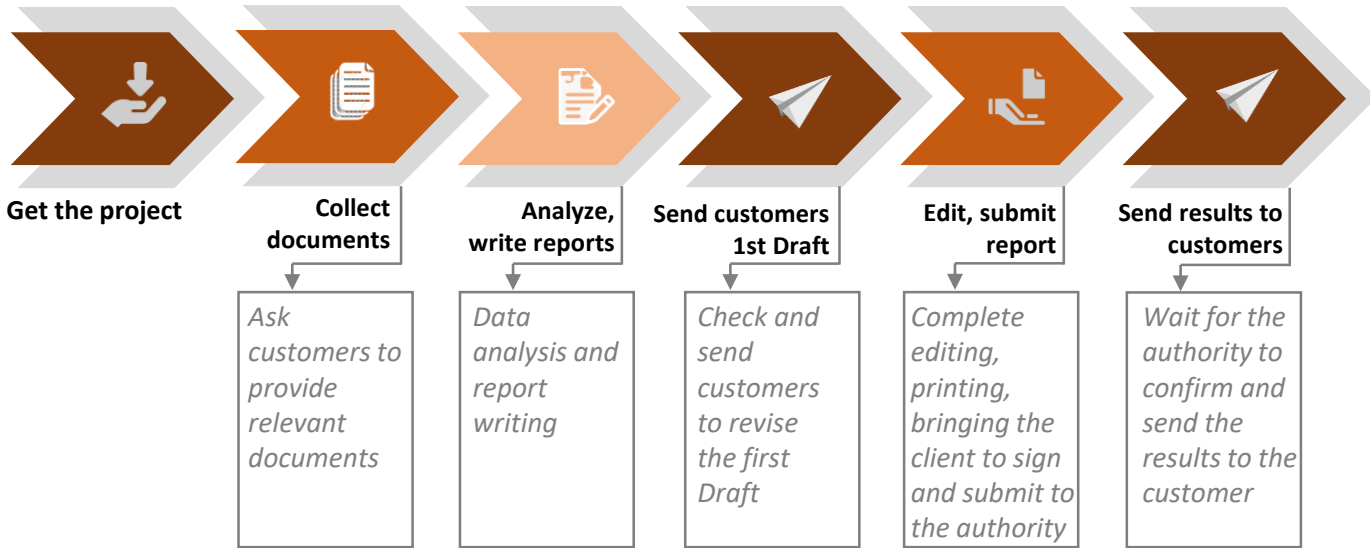 Get the project
Collect
documents
Analyze,
write reports
Send customers
1st Draft
Edit, submit
report
Send results to
customers
Ask
customers to
provide
relevant
documents
Data
analysis and
report
writing
Check and
send
customers
to revise
the first
Draft
Complete
editing,
printing,
bringing the
client to sign
and submit to
the authority
Wait for the
authority to
confirm and
send the
results to the
customer